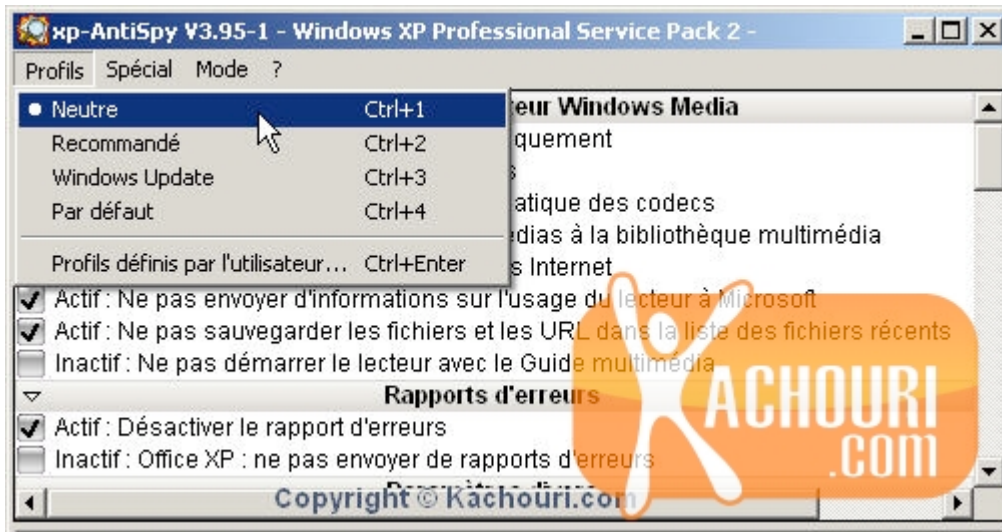 xp-AntiSpy V3.95-1 - Windows XP Professional Service Pack 2 -
Profils Spécial Mode ?
Neutre Ctrl+1
Recommandé Ctrl+2
Windows Update Ctrl+3
Par défaut Ctrl+4
Profils définis par l'utilisateur... Ctrl+Enter
eur Windows Media
quement
s
atique des codecs
dias à la bibliothèque multimédia
s Internet
Actif : Ne pas envoyer d'informations sur l'usage du lecteur à Microsoft
Actif : Ne pas sauvegarder les fichiers et les URL dans la liste des fichiers récents
Inactif : Ne pas démarrer le lecteur avec le Guide multimédia
Rapports d'erreurs
Actif : Désactiver le rapport d'erreurs
Inactif : Office XP : ne pas envoyer de rapports d'erreurs
KACHOURI
.com
Copyright © Kachouri.com